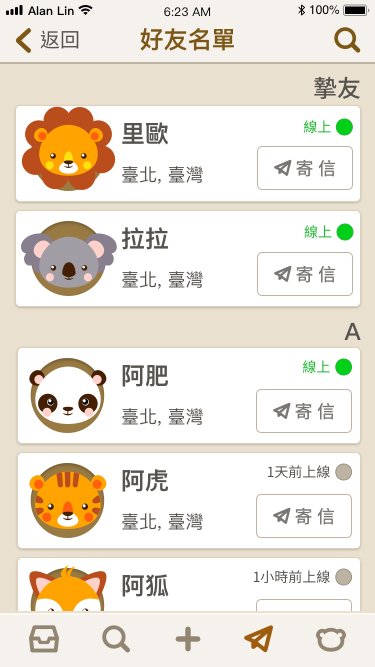 Alan Lin 6:23 AM 100%
返回 好友名單
摯友
里歐 線上
臺北, 臺灣 寄信
拉拉 線上
臺北, 臺灣 寄信
A
阿肥 線上
臺北, 臺灣 寄信
阿虎 1天前上線
臺北, 臺灣 寄信
阿狐 1小時前上線